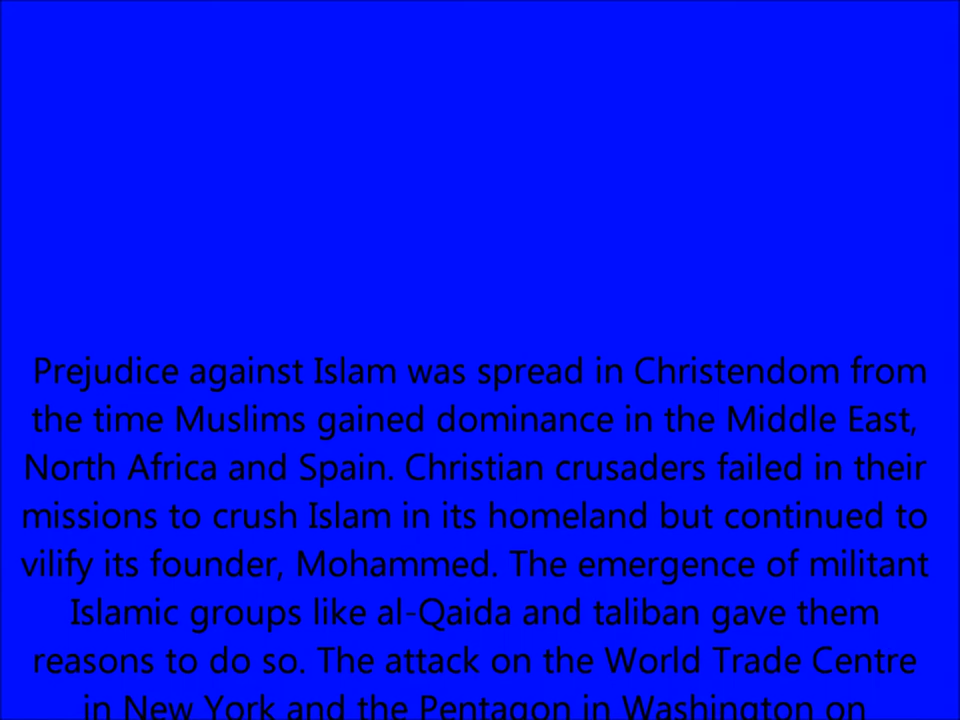 Prejudice against Islam was spread in Christendom from
the time Muslims gained dominance in the Middle East,
North Africa and Spain. Christian crusaders failed in their
missions to crush Islam in its homeland but continued to
vilify its founder, Mohammed. The emergence of militant
Islamic groups like al-Qaida and taliban gave them
reasons to do so. The attack on the World Trade Centre
in New York and the Pentagon in Washington on